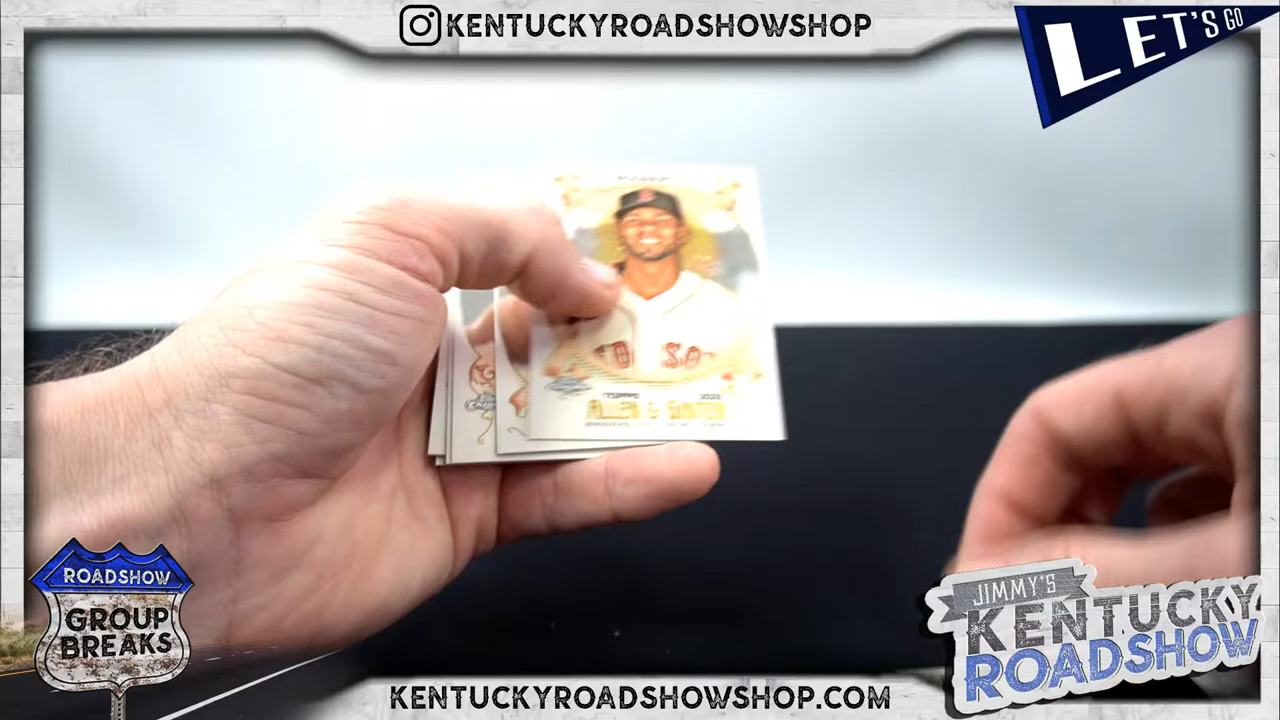 KENTUCKYROADSHOWSHOP
LET'S GO
TOPPS
ALLEN & GINTER
ROADSHOW
GROUP
BREAKS
JIMMY'S
KENTUCKY
ROADSHOW
KENTUCKYROADSHOWSHOP.COM